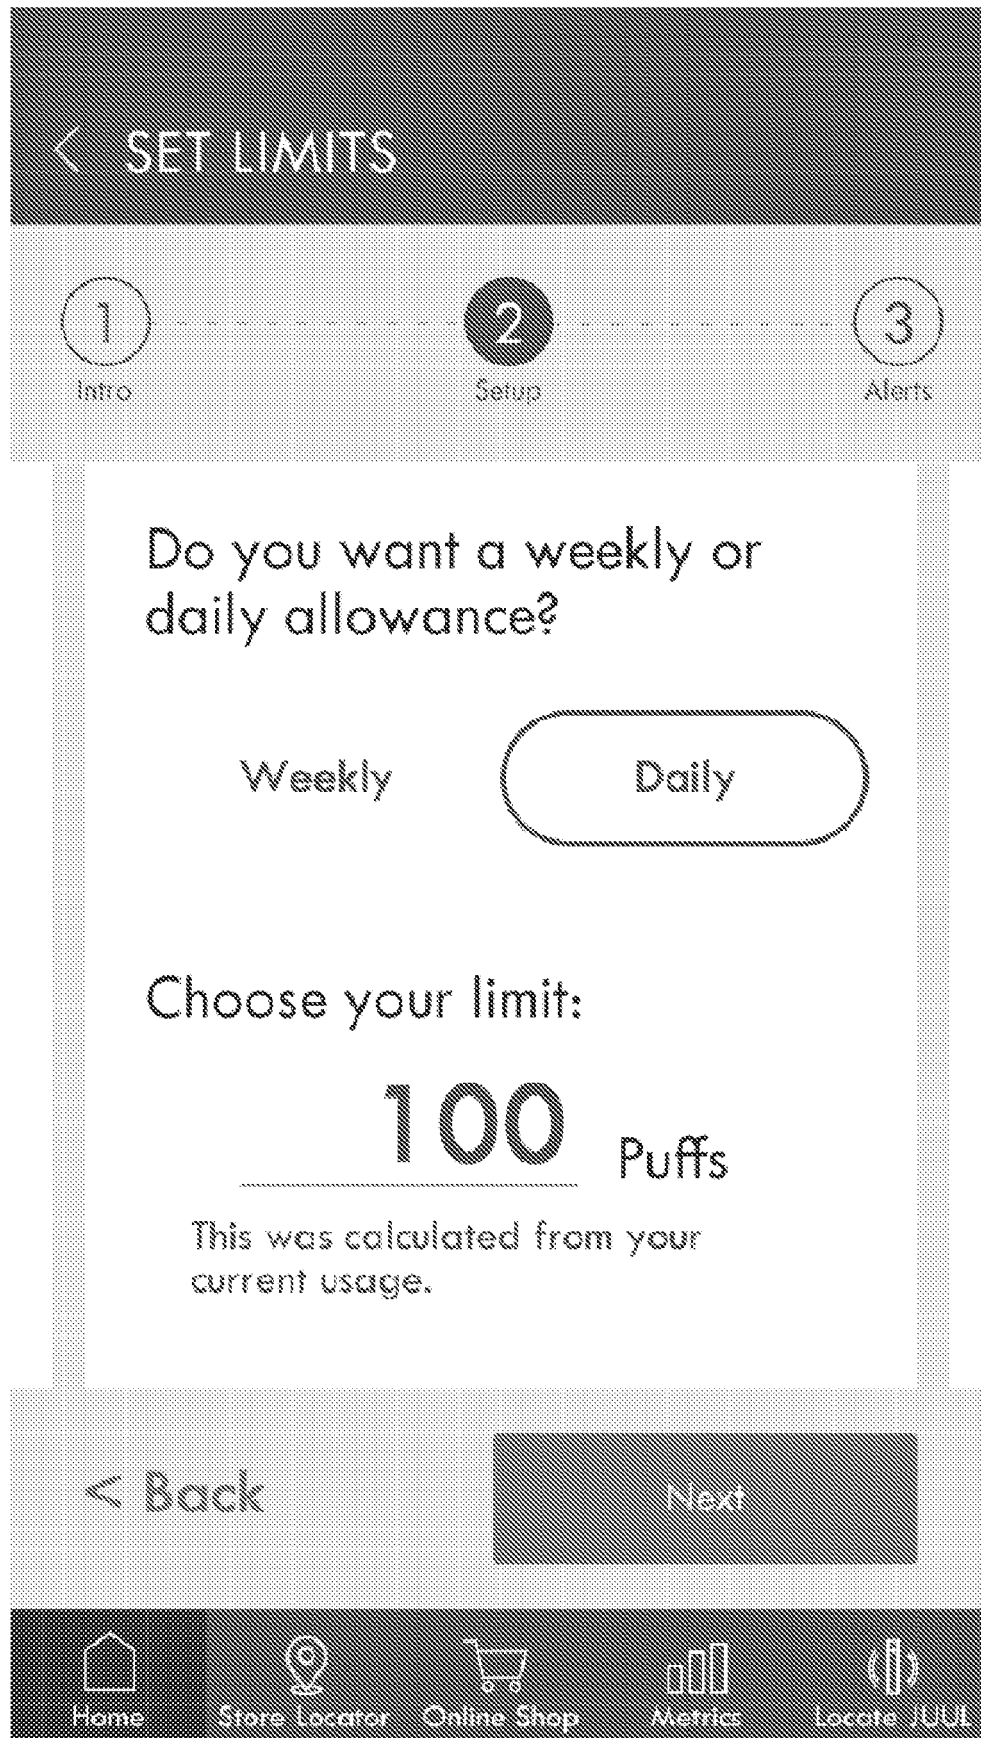 < SET LIMITS
1 2 3
Intro Setup Alerts
Do you want a weekly or
daily allowance?
Weekly Daily
Choose your limit:
100 Puffs
This was calculated from your
current usage.
< Back Next
Home Store Locator Online Shop Metrics Locate JUUL